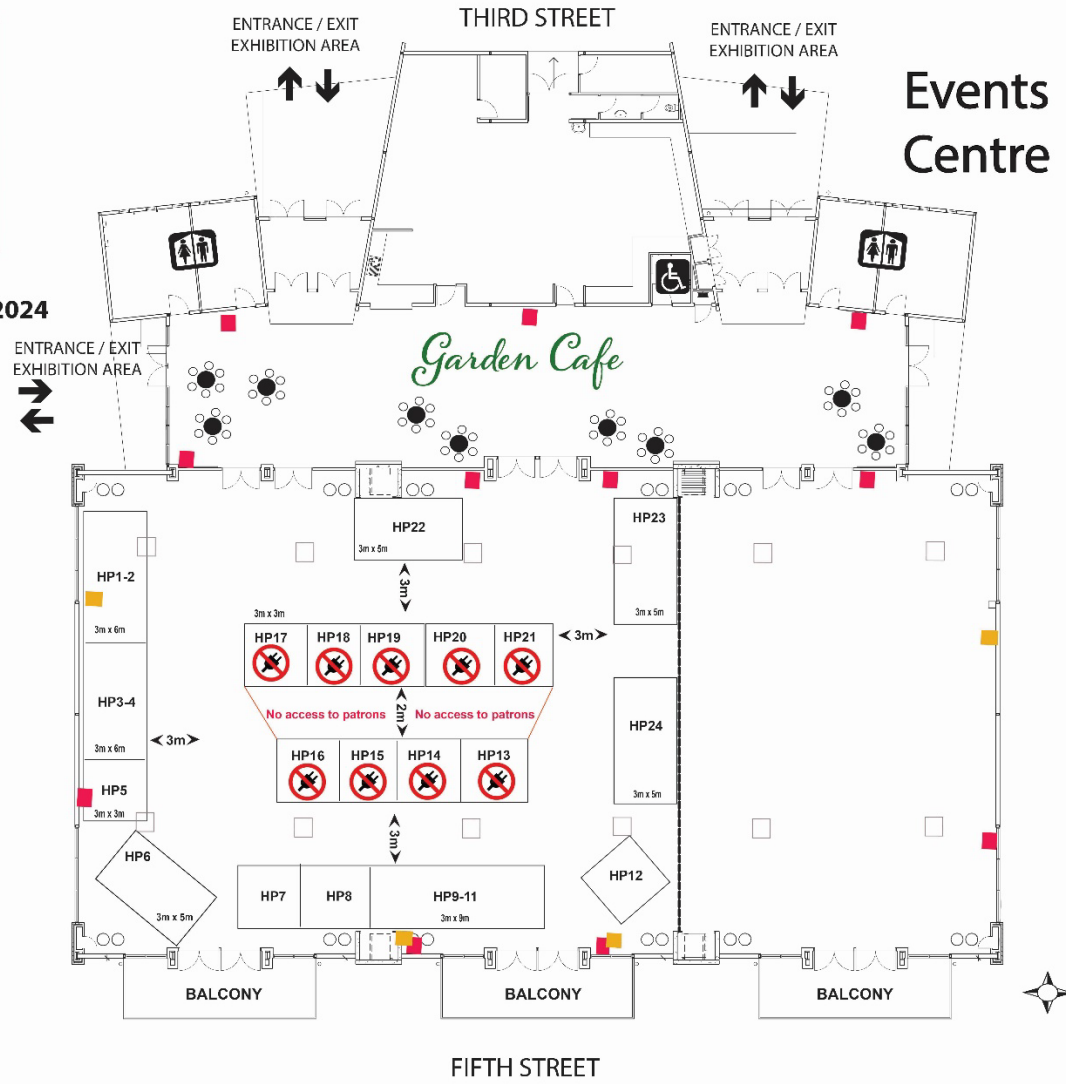 THIRD STREET
ENTRANCE / EXIT
EXHIBITION AREA
ENTRANCE / EXIT
EXHIBITION AREA
Events
Centre
2024
ENTRANCE / EXIT
EXHIBITION AREA
Garden Cafe
HP22
3m x 5m
HP23
3m x 5m
HP1-2
3m x 6m
3m
3m x 3m
HP17
HP18
HP19
HP20
HP21
3m
HP3-4
3m x 6m
No access to patrons
2m
No access to patrons
HP24
3m x 5m
3m
HP16
HP15
HP14
HP13
HP5
3m x 3m
3m
HP6
3m x 5m
HP7
HP8
HP9-11
3m x 9m
HP12
BALCONY
BALCONY
BALCONY
FIFTH STREET